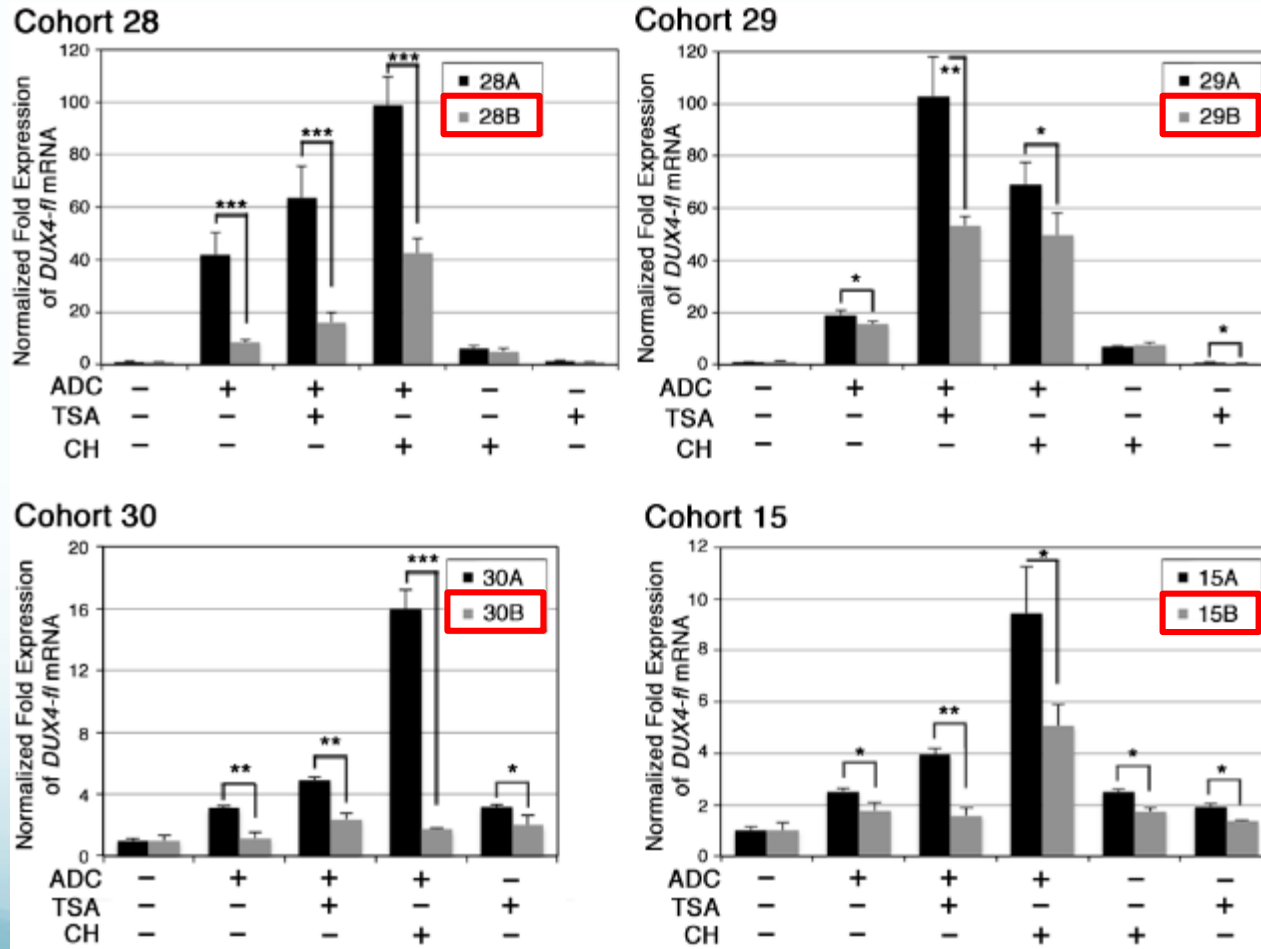 Cohort 28
Normalized Fold Expression
of DUX4-fl mRNA
120
100
80
60
40
20
0
*** *** ***
28A
28B
ADC – + + + – –
TSA – – + – – +
CH – – – + + –
Cohort 29
Normalized Fold Expression
of DUX4-fl mRNA
120
100
80
60
40
20
0
* ** * *
29A
29B
ADC – + + + – –
TSA – – + – – +
CH – – – + + –
Cohort 30
Normalized Fold Expression
of DUX4-fl mRNA
20
16
12
8
4
0
** ** *** *
30A
30B
ADC – + + + –
TSA – – + – +
CH – – – + –
Cohort 15
Normalized Fold Expression
of DUX4-fl mRNA
12
10
8
6
4
2
0
* ** * * *
15A
15B
ADC – + + + – –
TSA – – + – – +
CH – – – + + –